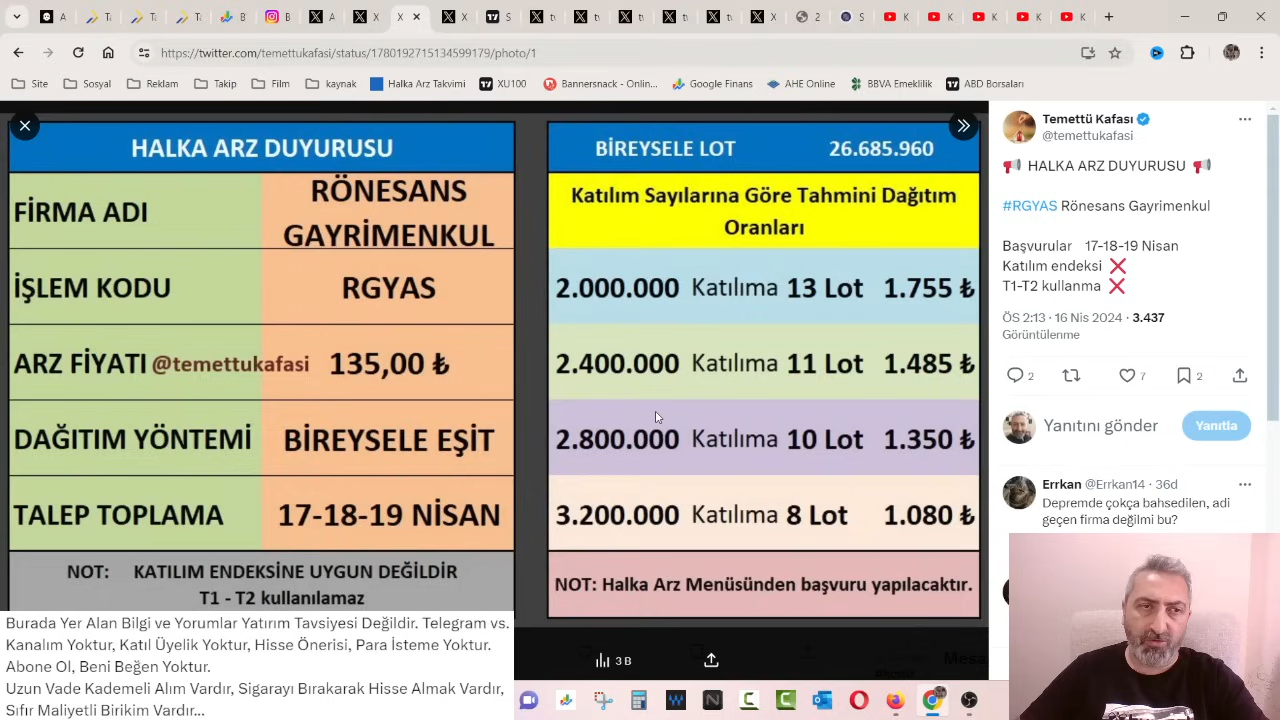 https://twitter.com/temettukafasi/status/1780192715134599179/photo/1
Site
Sosyal
Reklam
Takip
Film
kaynak
Halka Arz Takvimi
XU100
Bannersnack - Onlin...
Google Finans
AHE Online
BBVA Emeklilik
ABD Borsaları
HALKA ARZ DUYURUSU
FİRMA ADI
RÖNESANS
GAYRİMENKUL
İŞLEM KODU
RGYAS
ARZ FİYATI @temettukafasi 135,00 ₺
DAĞITIM YÖNTEMİ
BİREYSELE EŞİT
TALEP TOPLAMA
17-18-19 NİSAN
NOT: KATILIM ENDEKSİNE UYGUN DEĞİLDİR
T1 - T2 kullanılamaz
BİREYSELE LOT 26.685.960
Katılım Sayılarına Göre Tahmini Dağıtım
Oranları
2.000.000 Katılıma 13 Lot 1.755 ₺
2.400.000 Katılıma 11 Lot 1.485 ₺
2.800.000 Katılıma 10 Lot 1.350 ₺
3.200.000 Katılıma 8 Lot 1.080 ₺
NOT: Halka Arz Menüsünden başvuru yapılacaktır.
3 B
Temettü Kafası
@temettukafasi
HALKA ARZ DUYURUSU
#RGYAS Rönesans Gayrimenkul
Başvurular 17-18-19 Nisan
Katılım endeksi ❌
T1-T2 kullanma ❌
ÖS 2:13 · 16 Nis 2024 · 3.437
Görüntülenme
2
7
2
Yanıtını gönder
Yanıtla
Errkan @Errkan14 · 36d
Depremde çokça bahsedilen, adi
geçen firma değilmi bu?
Burada Yer Alan Bilgi ve Yorumlar Yatırım Tavsiyesi Değildir. Telegram vs.
Kanalım Yoktur, Katıl Üyelik Yoktur, Hisse Önerisi, Para İsteme Yoktur.
Abone Ol, Beni Beğen Yoktur.
Uzun Vade Kademeli Alım Vardır, Sigarayı Bırakarak Hisse Almak Vardır,
Sıfır Maliyetli Birikim Vardır...